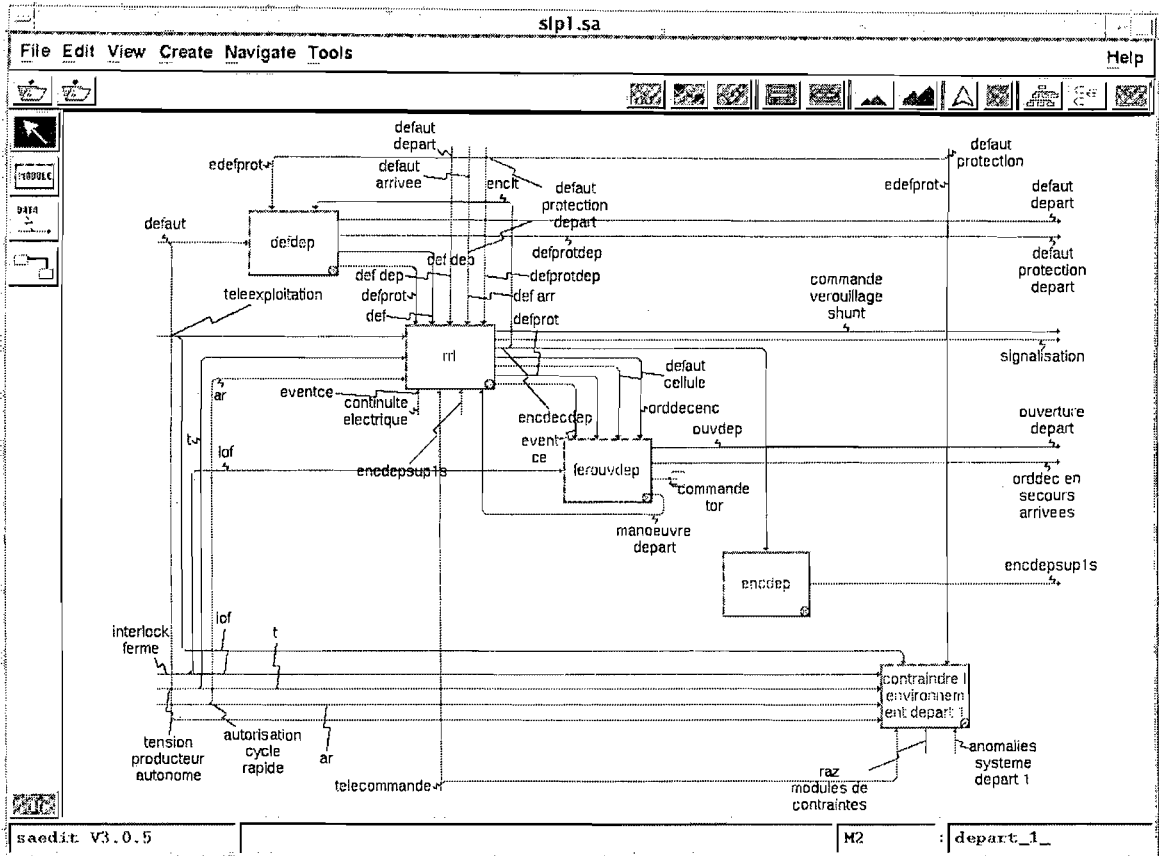 slp1.sa
File Edit View Create Navigate Tools Help
MODULE
DATA
defaut
depart
defaut
arrivee
edefprot
enclt
defaut
protection
depart
defaut
protection
edefprot
defaut
depart
defaut
defdep
defprotdep
defaut
protection
depart
def dep
def dep
defprotdep
teleexploitation
defprot
def arr
def
defprot
commande
verouillage
shunt
rrl
signalisation
defaut
cellule
ar
eventce
continuite
electrique
encdecdep
orddecenc
event
ce
ouvdep
ouverture
depart
t
lof
encdepsup1s
ferouvdep
commande
tor
orddec en
secours
arrivees
manoeuvre
depart
encdep
encdepsup1s
interlock
ferme
lof
t
contraindre l
environnem
ent depart 1
tension
producteur
autonome
autorisation
cycle
rapide
ar
telecommande
raz
modules de
contraintes
anomalies
systeme
depart 1
saedit V3.0.5
M2 : depart_1_